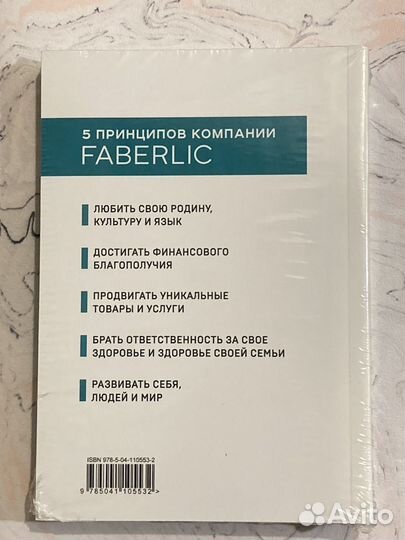 5 ПРИНЦИПОВ КОМПАНИИ
FABERLIC
ЛЮБИТЬ СВОЮ РОДИНУ,
КУЛЬТУРУ И ЯЗЫК
ДОСТИГАТЬ ФИНАНСОВОГО
БЛАГОПОЛУЧИЯ
ПРОДВИГАТЬ УНИКАЛЬНЫЕ
ТОВАРЫ И УСЛУГИ
БРАТЬ ОТВЕТСТВЕННОСТЬ ЗА СВОЕ
ЗДОРОВЬЕ И ЗДОРОВЬЕ СВОЕЙ СЕМЬИ
РАЗВИВАТЬ СЕБЯ,
ЛЮДЕЙ И МИР
ISBN 978-5-04-110553-2
9 785041 105532 >
Avito